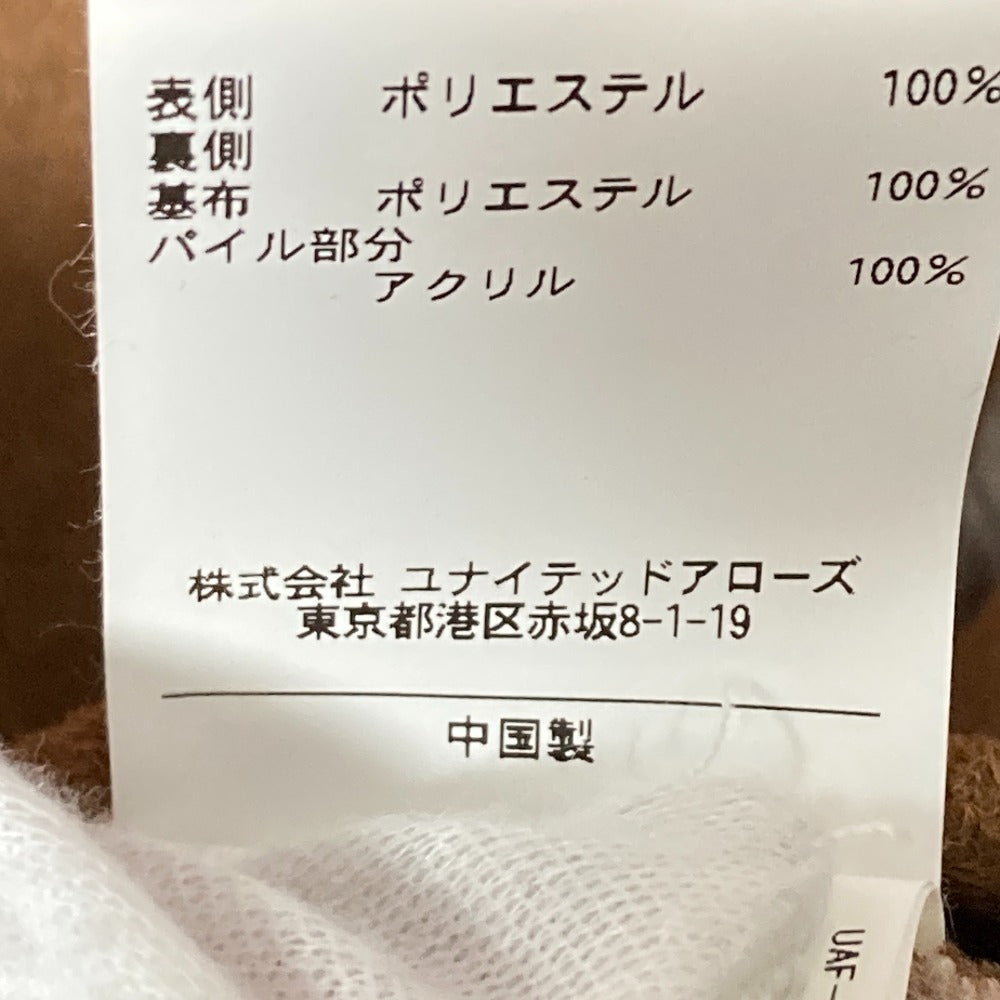 表側 ポリエステル 100%
裏側
基布 ポリエステル 100%
パイル部分
アクリル 100%
株式会社 ユナイテッドアローズ
東京都港区赤坂8-1-19
中国製
UAF-